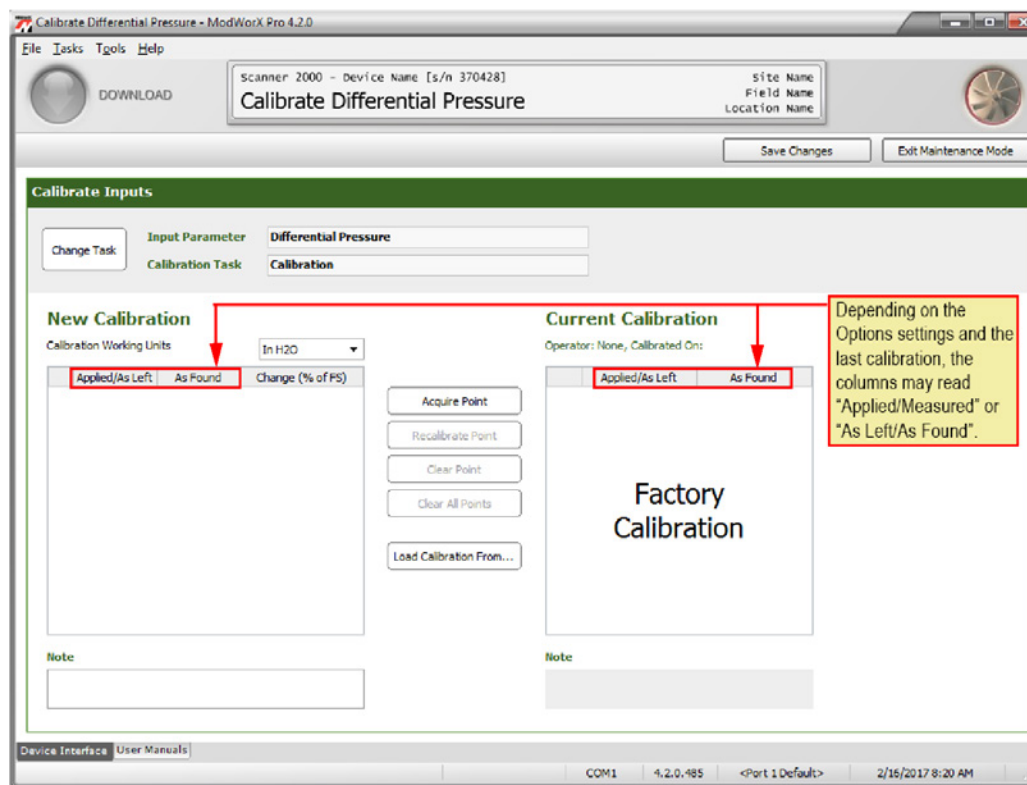 Calibrate Differential Pressure - ModWorX Pro 4.2.0
File Tasks Tools Help
DOWNLOAD
Scanner 2000 - Device Name [s/n 370428]
Calibrate Differential Pressure
Site Name
Field Name
Location Name
Save Changes
Exit Maintenance Mode
Calibrate Inputs
Change Task
Input Parameter
Differential Pressure
Calibration Task
Calibration
New Calibration
Calibration Working Units
In H2O
Applied/As Left As Found Change (% of FS)
Acquire Point
Recalibrate Point
Clear Point
Clear All Points
Load Calibration From...
Current Calibration
Operator: None, Calibrated On:
Applied/As Left As Found
Factory
Calibration
Depending on the
Options settings and the
last calibration, the
columns may read
“Applied/Measured” or
“As Left/As Found”.
Note
Note
Device Interface User Manuals
COM1 4.2.0.485 <Port 1 Default> 2/16/2017 8:20 AM